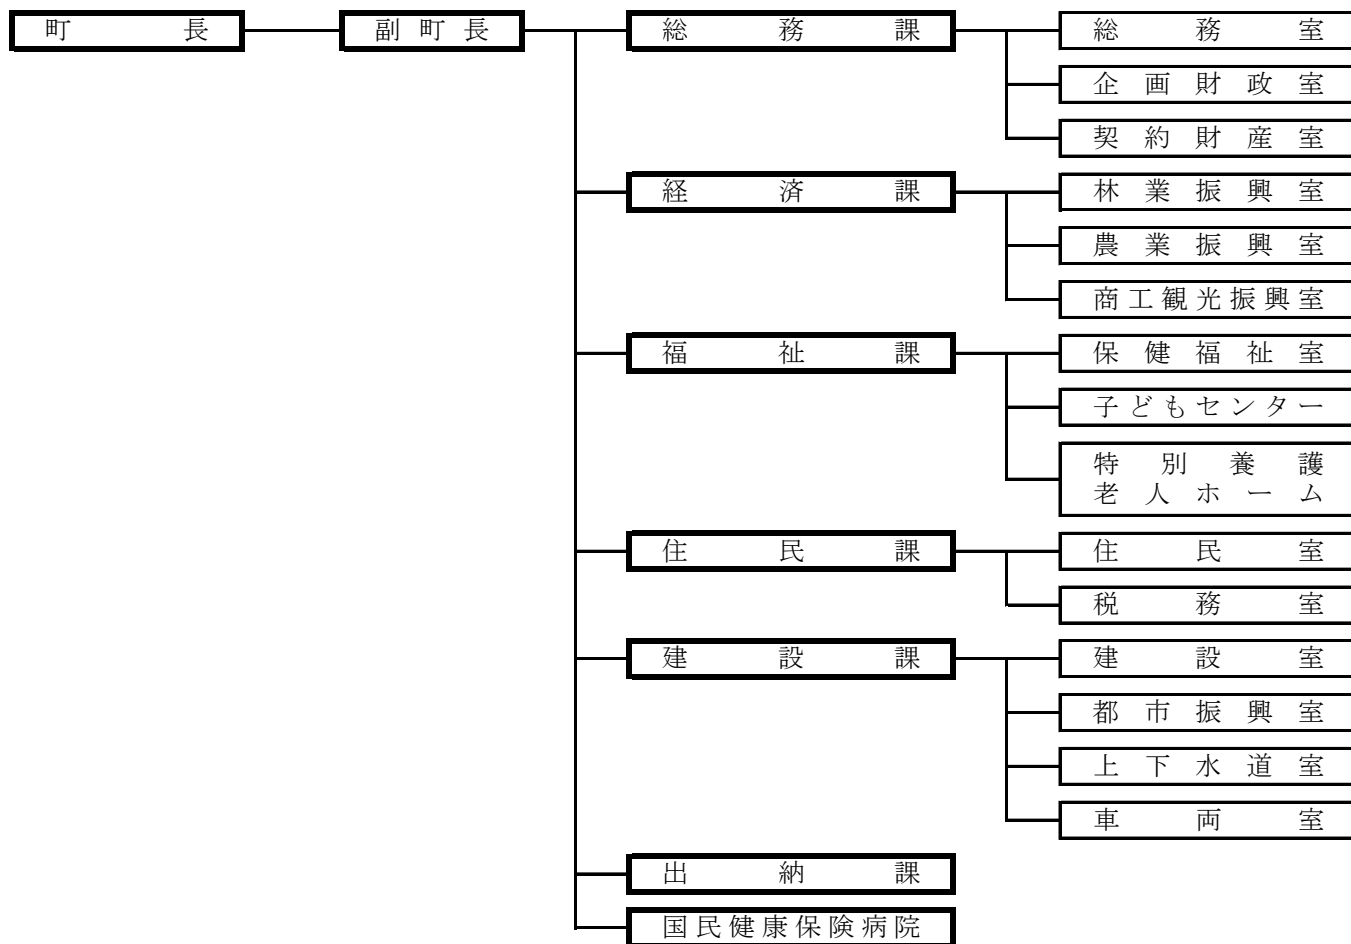 町長
副町長
総務課
総務室
企画財政室
契約財産室
経済課
林業振興室
農業振興室
商工観光振興室
福祉課
保健福祉室
子どもセンター
特別養護
老人ホーム
住民課
住民室
税務室
建設課
建設室
都市振興室
上下水道室
車両室
出納課
国民健康保険病院